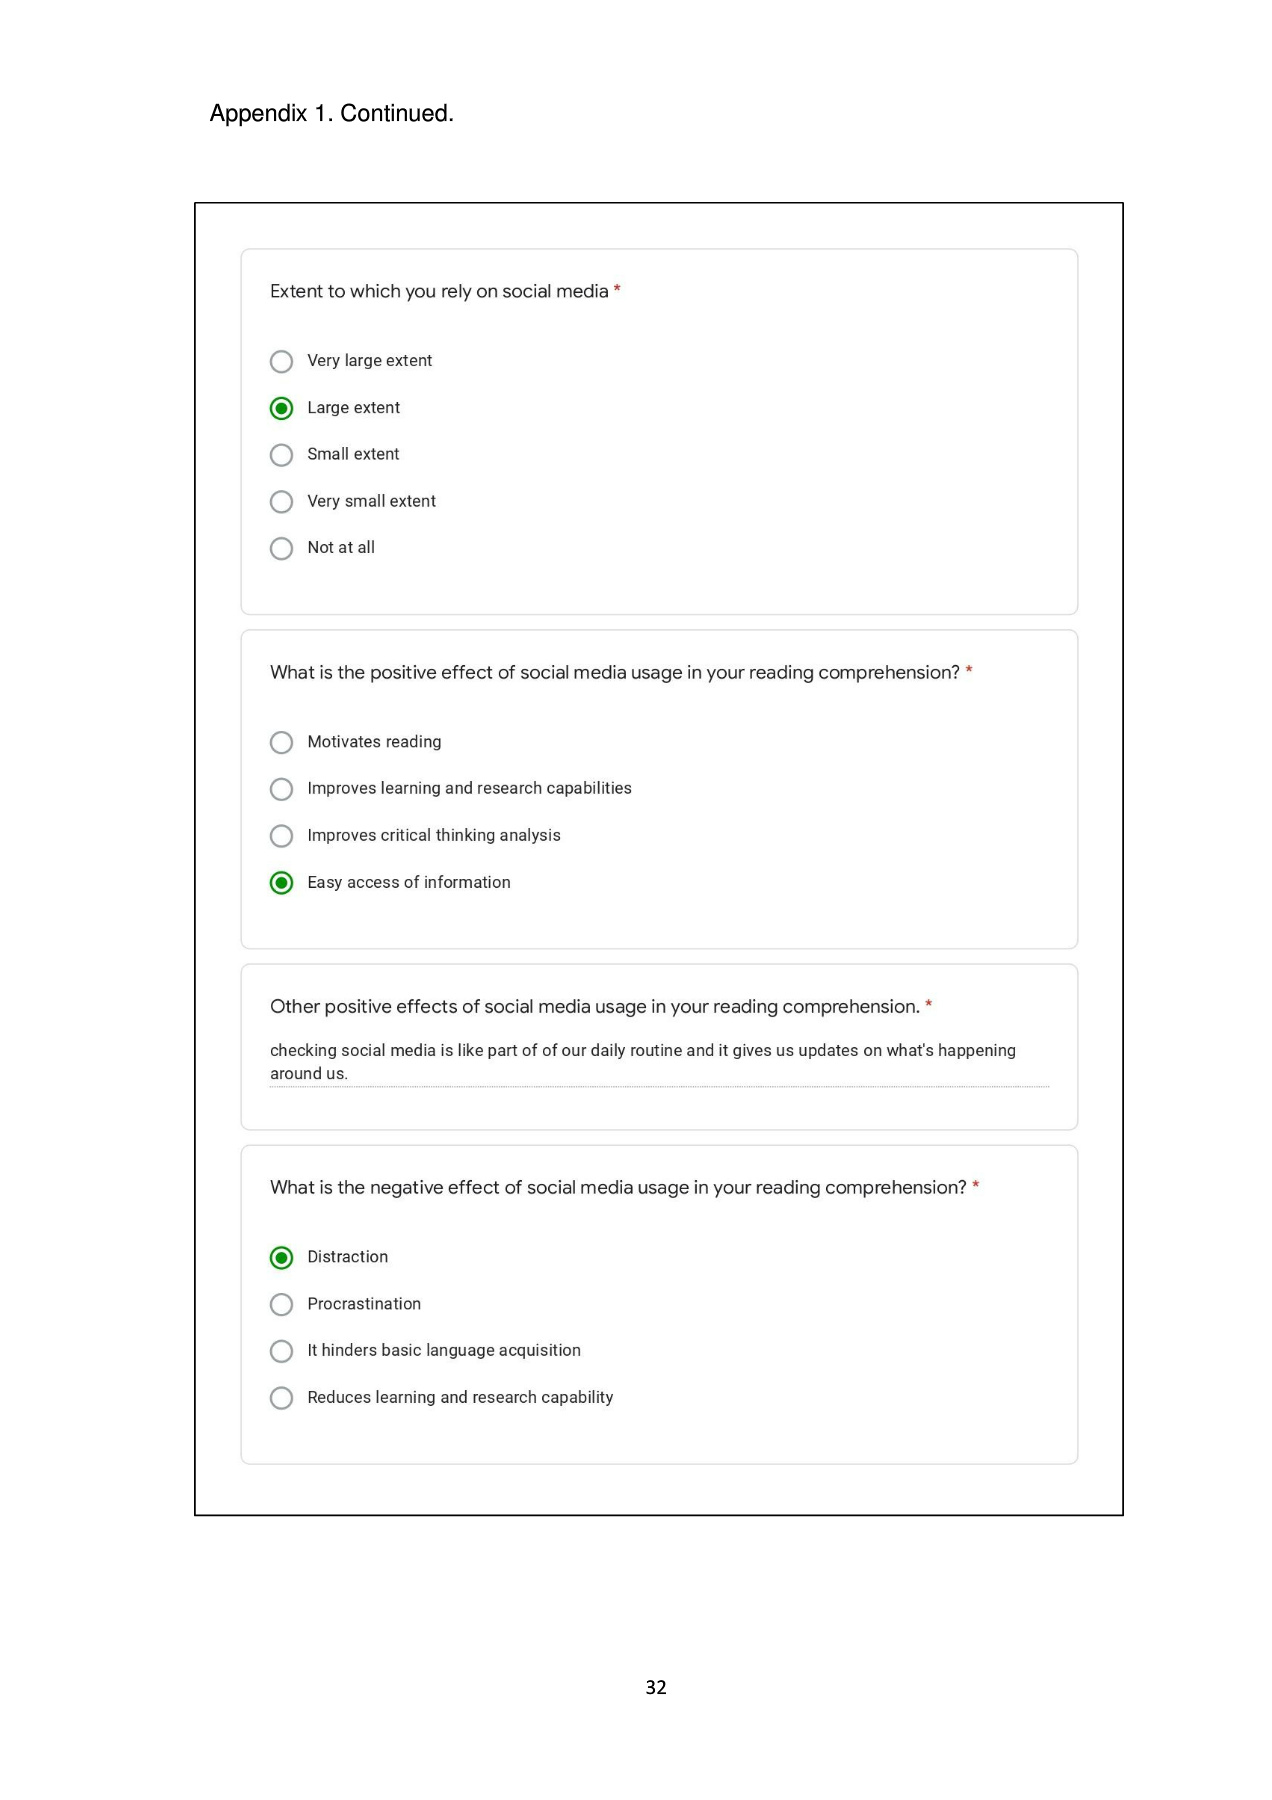 Appendix 1. Continued.
Extent to which you rely on social media *
Very large extent
Large extent
Small extent
Very small extent
Not at all
What is the positive effect of social media usage in your reading comprehension? *
Motivates reading
Improves learning and research capabilities
Improves critical thinking analysis
Easy access of information
Other positive effects of social media usage in your reading comprehension. *
checking social media is like part of of our daily routine and it gives us updates on what's happening
around us.
What is the negative effect of social media usage in your reading comprehension? *
Distraction
Procrastination
It hinders basic language acquisition
Reduces learning and research capability
32